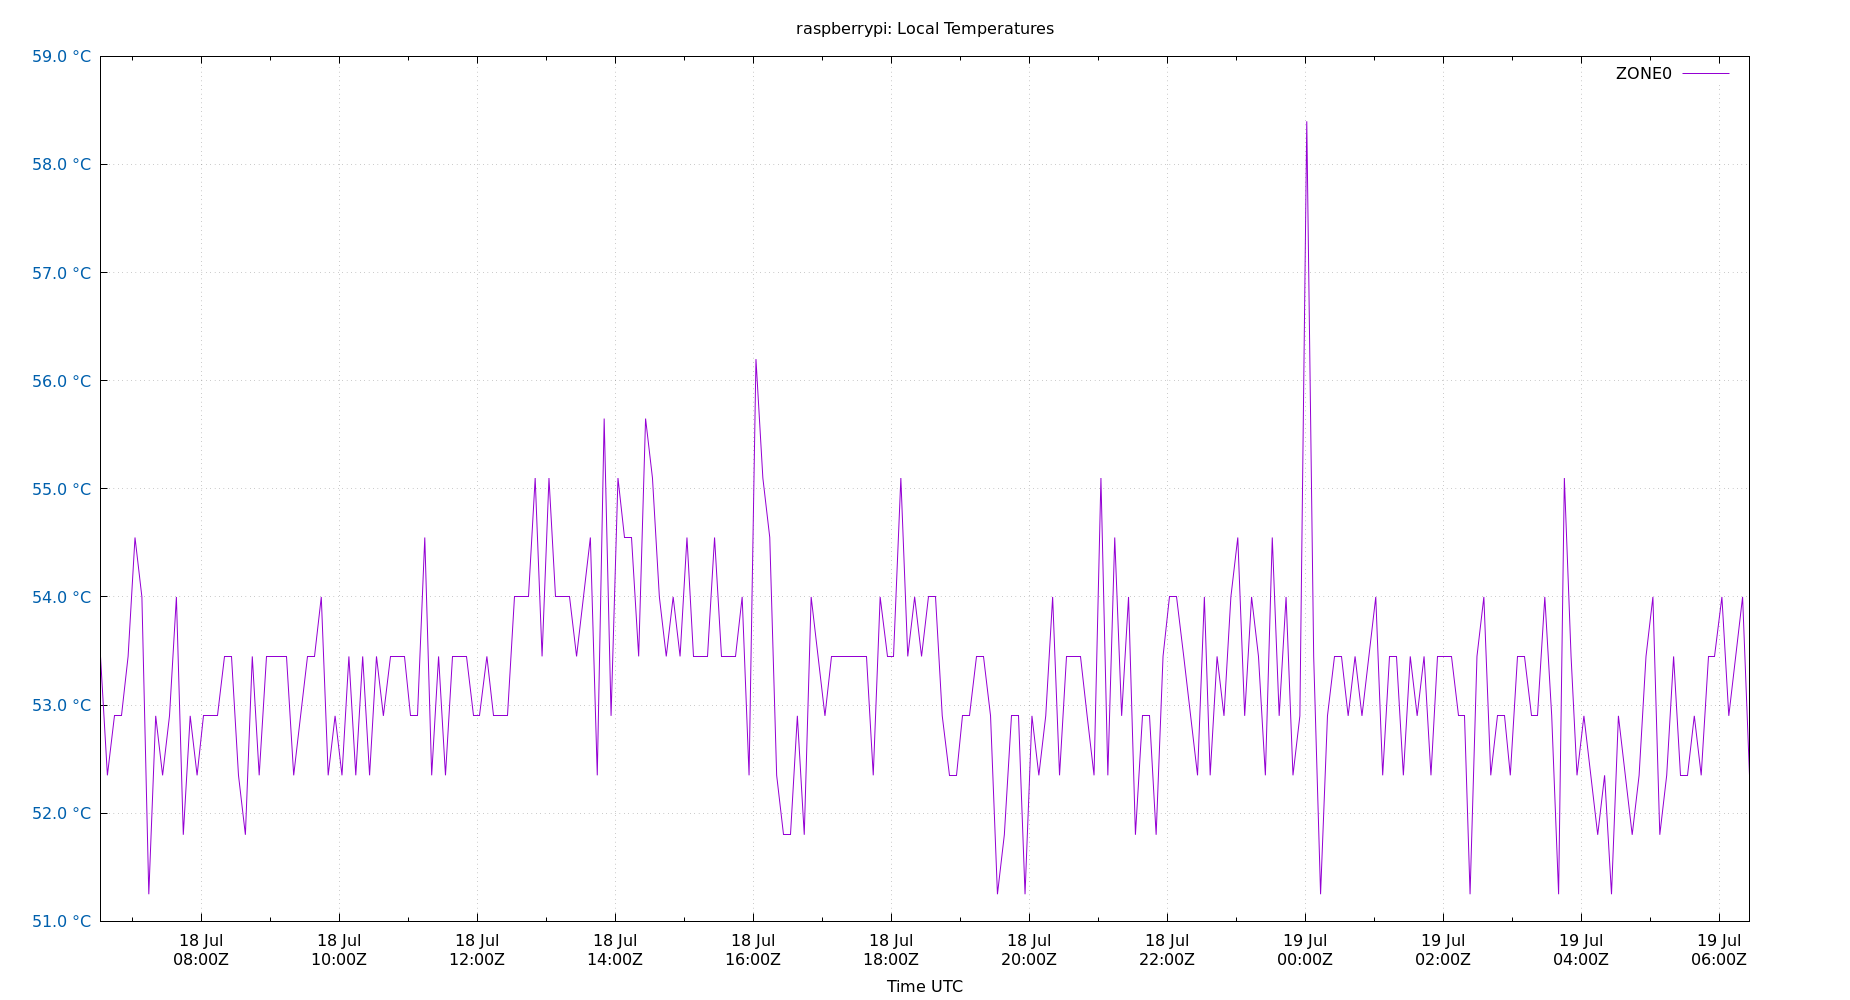 raspberrypi: Local Temperatures
59.0 °C
ZONE0
58.0 °C
57.0 °C
56.0 °C
55.0 °C
54.0 °C
53.0 °C
52.0 °C
51.0 °C
18 Jul 18 Jul 18 Jul 18 Jul 18 Jul 18 Jul 18 Jul 18 Jul 19 Jul 19 Jul 19 Jul 19 Jul
08:00Z 10:00Z 12:00Z 14:00Z 16:00Z 18:00Z 20:00Z 22:00Z 00:00Z 02:00Z 04:00Z 06:00Z
Time UTC